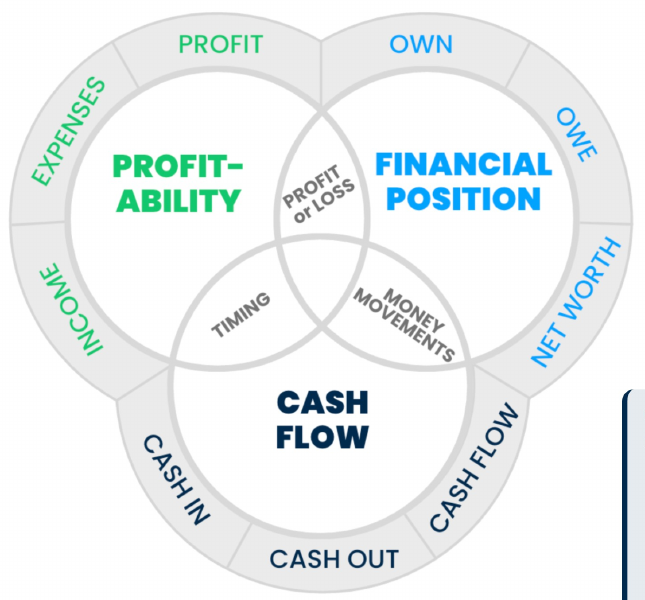 PROFIT
OWN
EXPENSES
OWE
PROFIT-
ABILITY
FINANCIAL
POSITION
PROFIT
or LOSS
INCOME
NET WORTH
TIMING
MONEY
MOVEMENTS
CASH
FLOW
CASH IN
CASH FLOW
CASH OUT